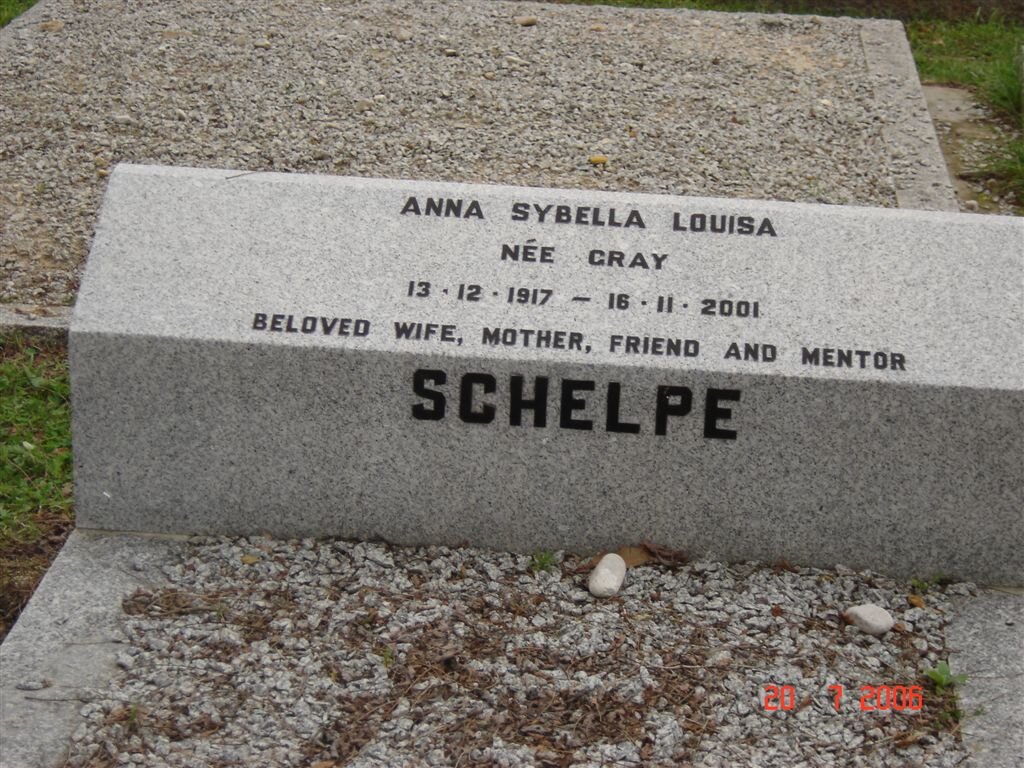 ANNA SYBELLA LOUISA
NÉE GRAY
13 · 12 · 1917 – 16 · 11 · 2001
BELOVED WIFE, MOTHER, FRIEND AND MENTOR
SCHELPE
20 7 2006